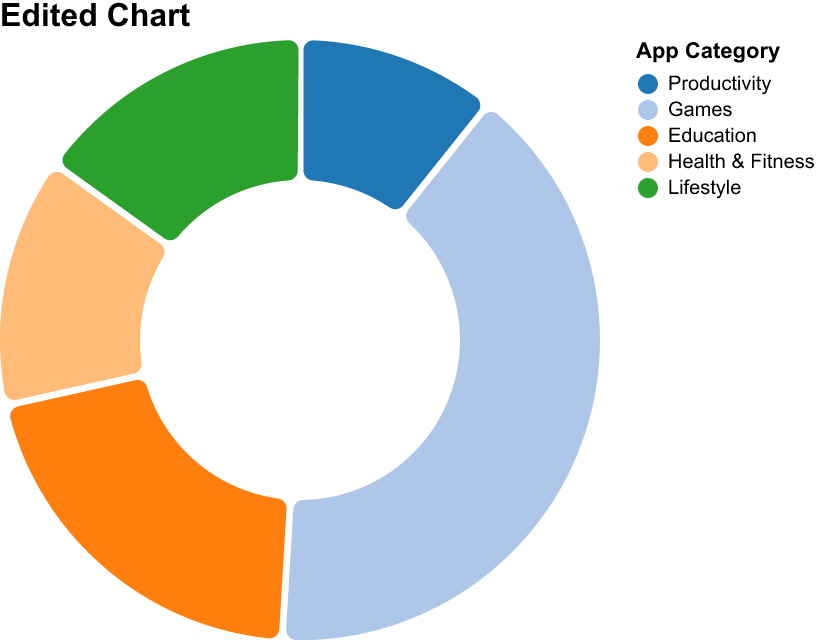 Edited Chart
App Category
Productivity
Games
Education
Health & Fitness
Lifestyle